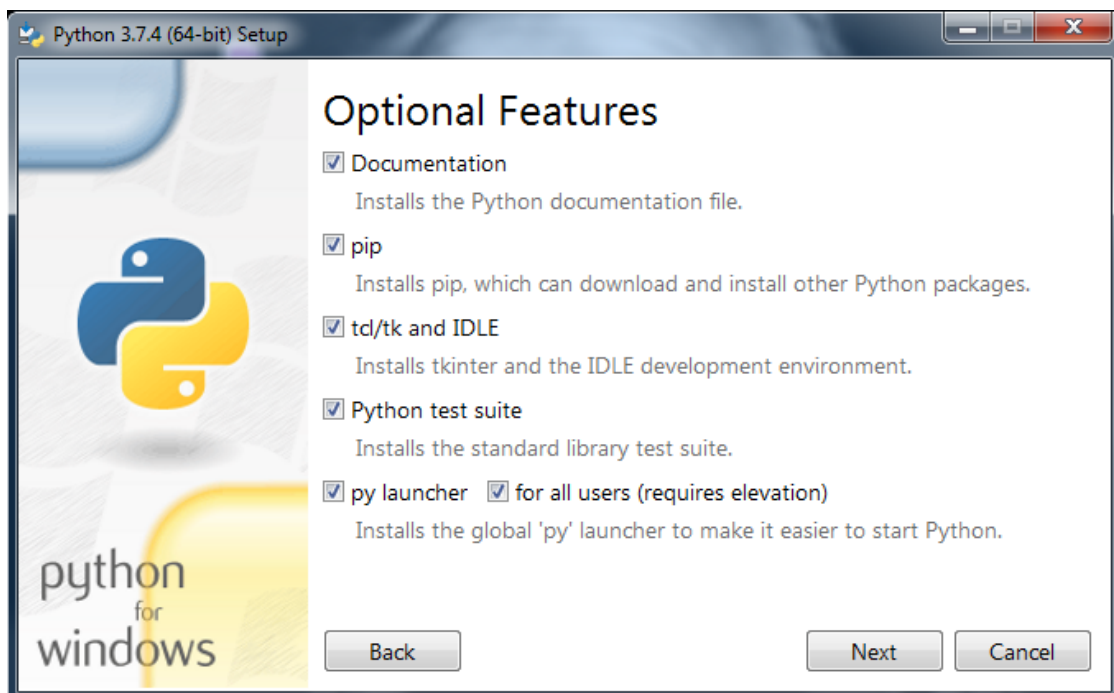 Python 3.7.4 (64-bit) Setup
Optional Features
Documentation
Installs the Python documentation file.
pip
Installs pip, which can download and install other Python packages.
tcl/tk and IDLE
Installs tkinter and the IDLE development environment.
Python test suite
Installs the standard library test suite.
py launcher for all users (requires elevation)
Installs the global 'py' launcher to make it easier to start Python.
python
for
windows
Back Next Cancel